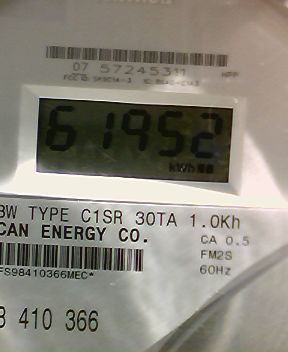 07 57245311
61952
kWh
BW TYPE C1SR 30TA 1.0Kh
CAN ENERGY CO.
CA 0.5
FM2S
60Hz
FS98410366MEC*
8 410 366